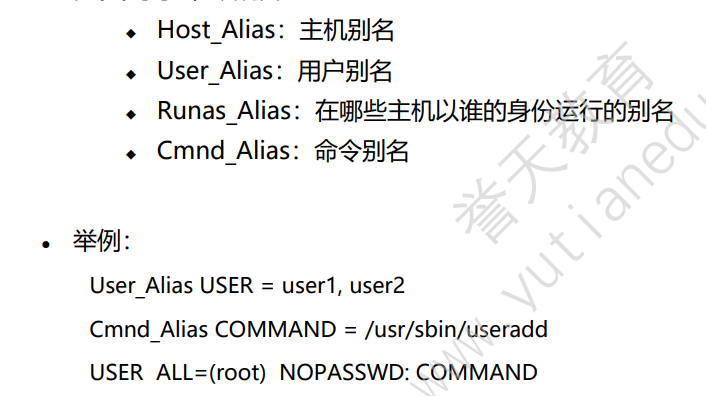 Host_Alias：主机别名
User_Alias：用户别名
Runas_Alias：在哪些主机以谁的身份运行的别名
Cmnd_Alias：命令别名
举例：
User_Alias USER = user1, user2
Cmnd_Alias COMMAND = /usr/sbin/useradd
USER ALL=(root) NOPASSWD: COMMAND
誉天教育
www.yutianedu